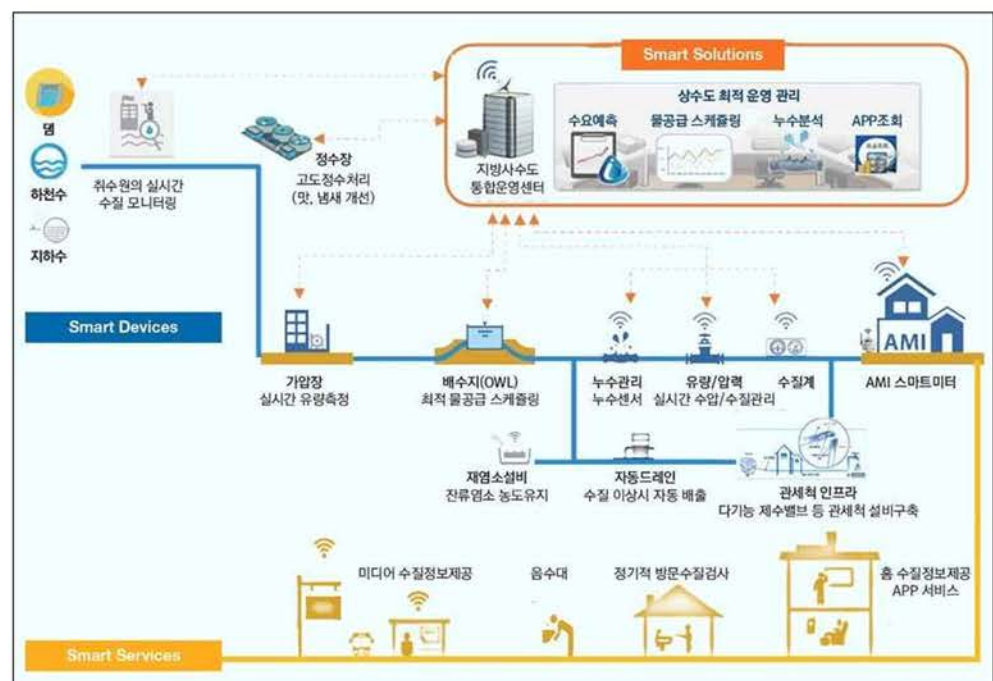 Smart Solutions
상수도 최적 운영 관리
수요예측
물공급 스케쥴링
누수분석
APP조회
지방사수도
통합운영센터
댐
하천수
지하수
취수원의 실시간
수질 모니터링
정수장
고도정수처리
(맛, 냄새 개선)
Smart Devices
가압장
실시간 유량측정
배수지(OWL)
최적 물공급 스케쥴링
누수관리
누수센서
유량/압력
실시간 수압/수질관리
수질계
AMI
AMI 스마트미터
재염소설비
잔류염소 농도유지
자동드레인
수질 이상시 자동 배출
관세척 인프라
다기능 제수밸브 등 관세척 설비구축
미디어 수질정보제공
음수대
정기적 방문수질검사
홈 수질정보제공
APP 서비스
Smart Services